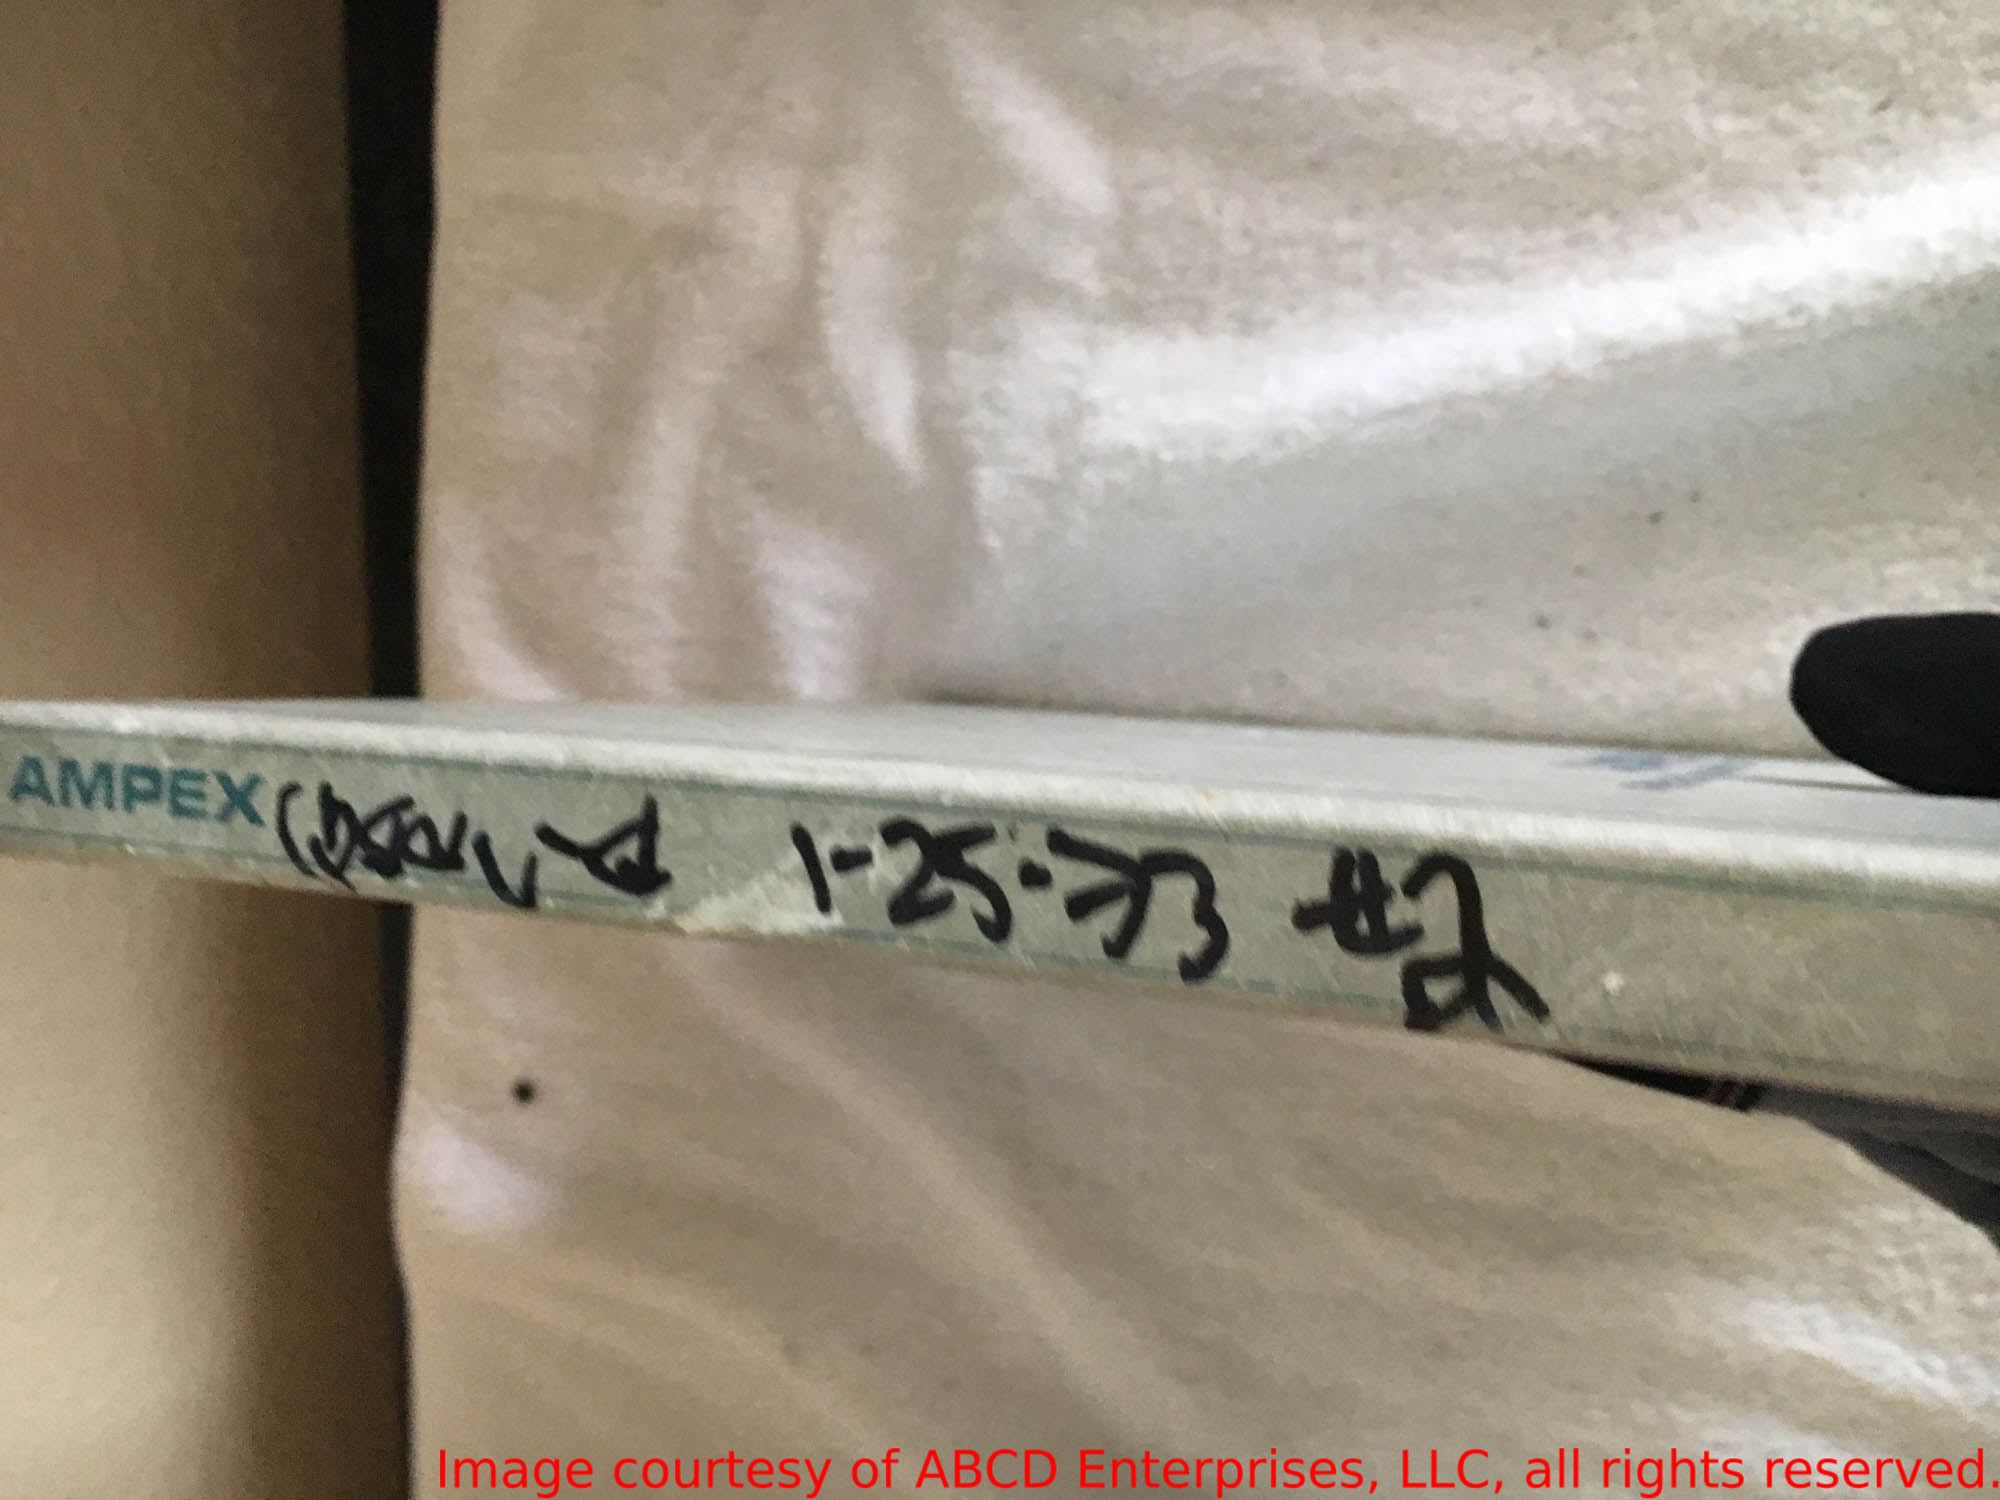 AMPEX 1-25-73 #2
Image courtesy of ABCD Enterprises, LLC, all rights reserved.